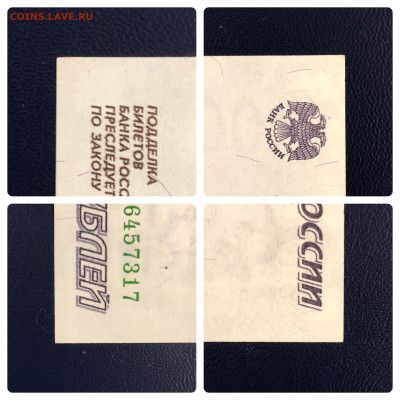 COINS.LAVE.RU
ПОДДЕЛКА
БИЛЕТОВ
БАНКА РОСС
ПРЕСЛЕДУЕТ
ПО ЗАКОНУ
БАНК РОССИИ
БЛЕЙ
6457317
ОССИИ